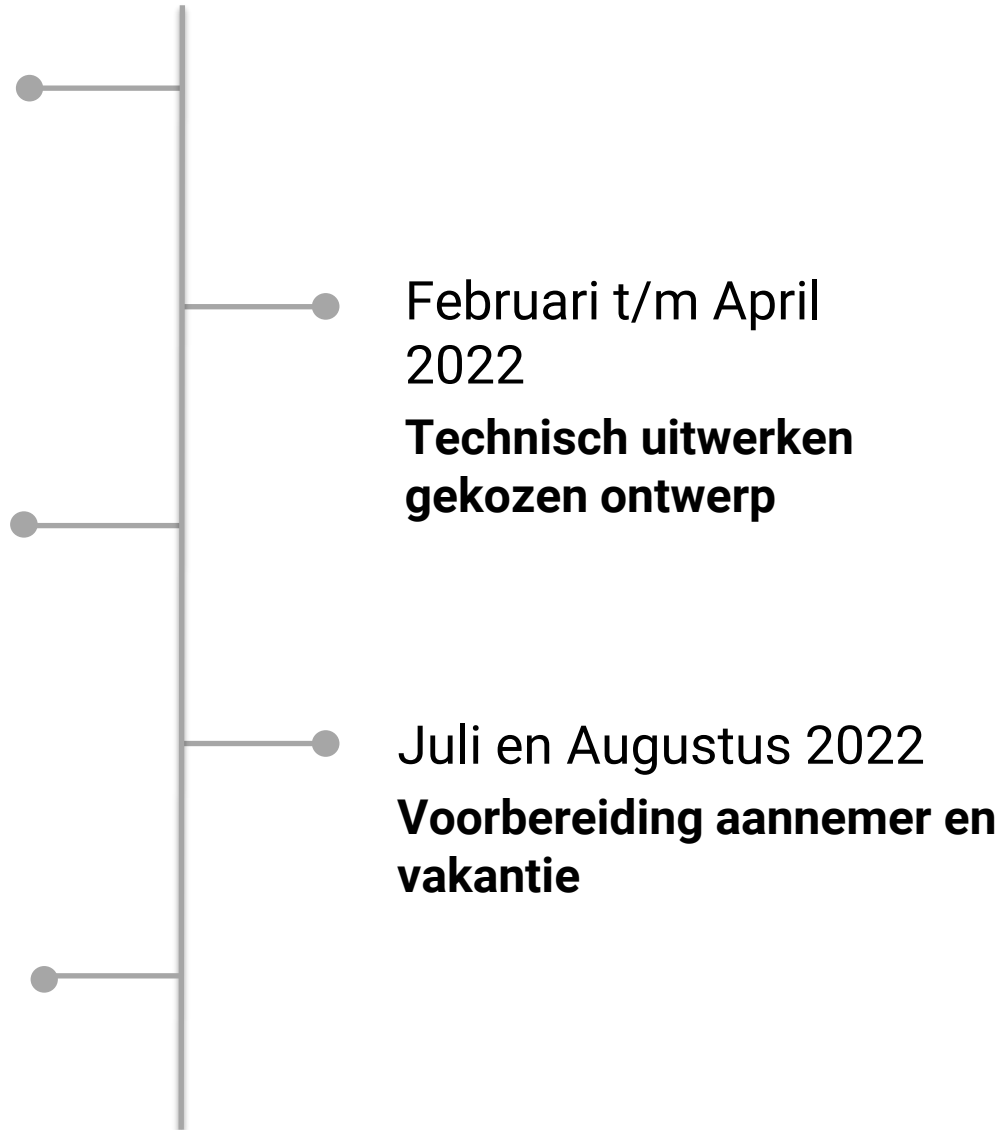 Februari t/m April
2022
Technisch uitwerken
gekozen ontwerp
Juli en Augustus 2022
Voorbereiding aannemer en
vakantie